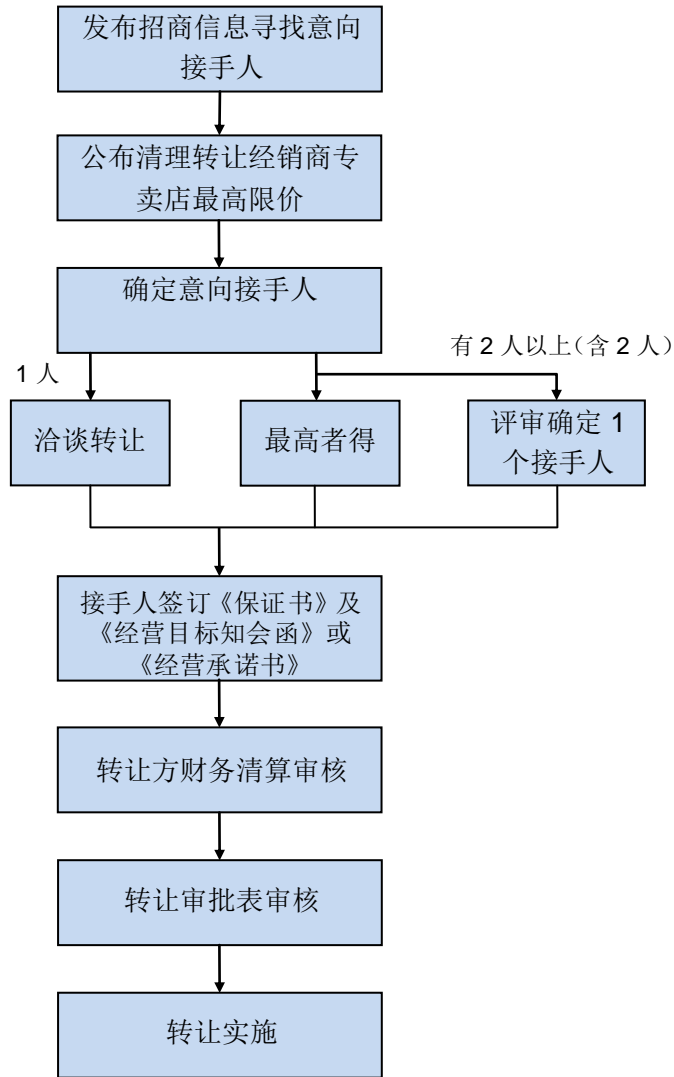 发布招商信息寻找意向
接手人
公布清理转让经销商专
卖店最高限价
确定意向接手人
有 2 人以上（含 2 人）
1 人
洽谈转让
最高者得
评审确定 1
个接手人
接手人签订《保证书》及
《经营目标知会函》或
《经营承诺书》
转让方财务清算审核
转让审批表审核
转让实施